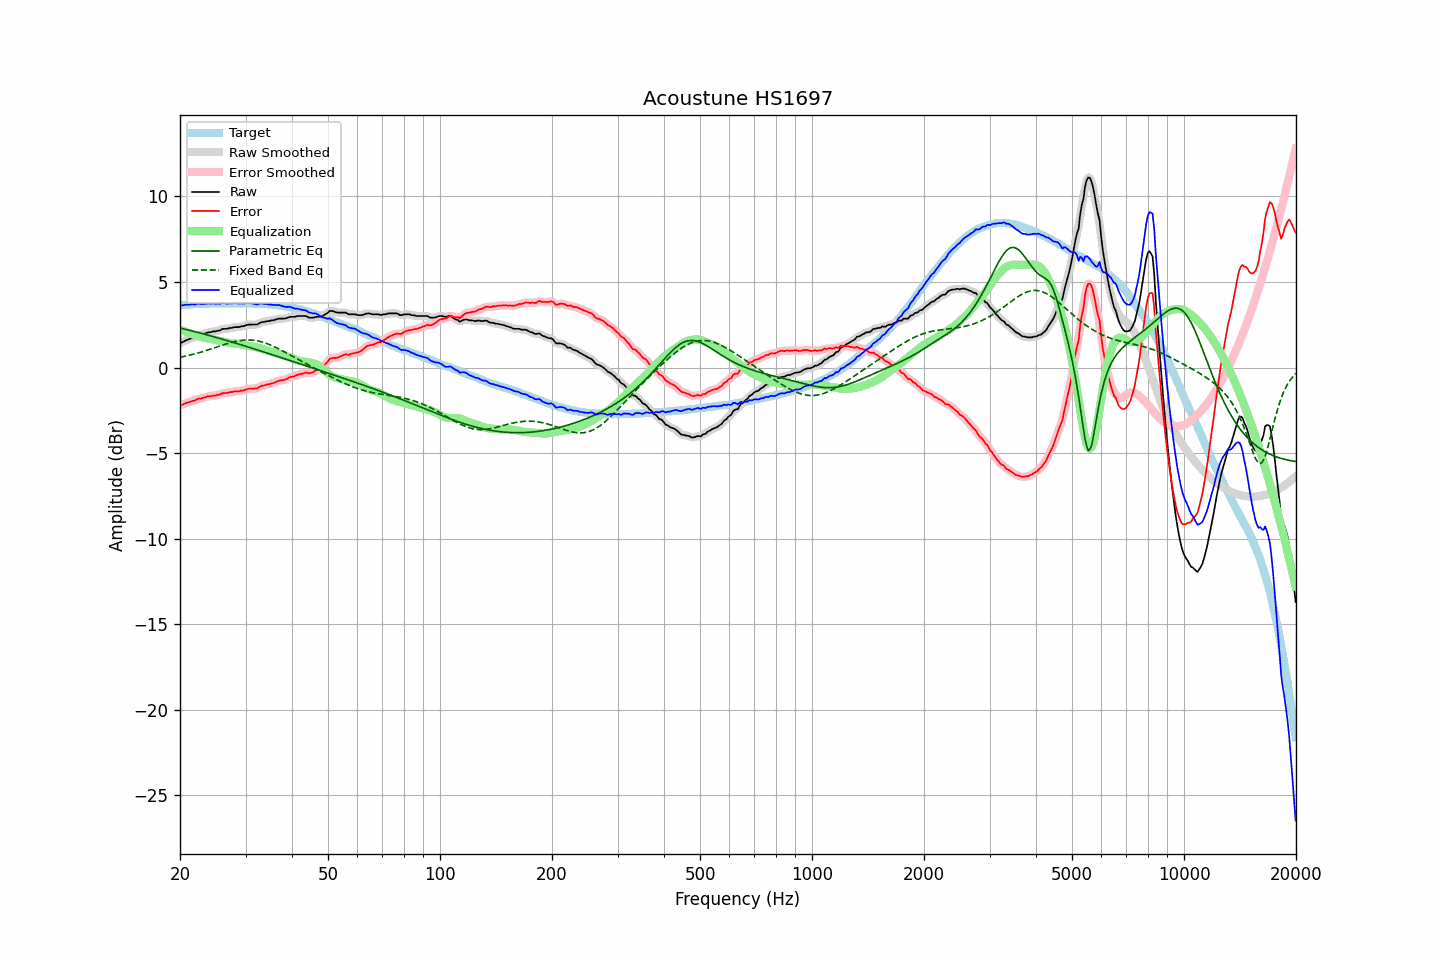 Acoustune HS1697
Target
Raw Smoothed
Error Smoothed
Raw
Error
Equalization
Parametric Eq
Fixed Band Eq
Equalized
10
5
0
−5
−10
−15
−20
−25
Amplitude (dBr)
20
50
100
200
500
1000
2000
5000
10000
20000
Frequency (Hz)